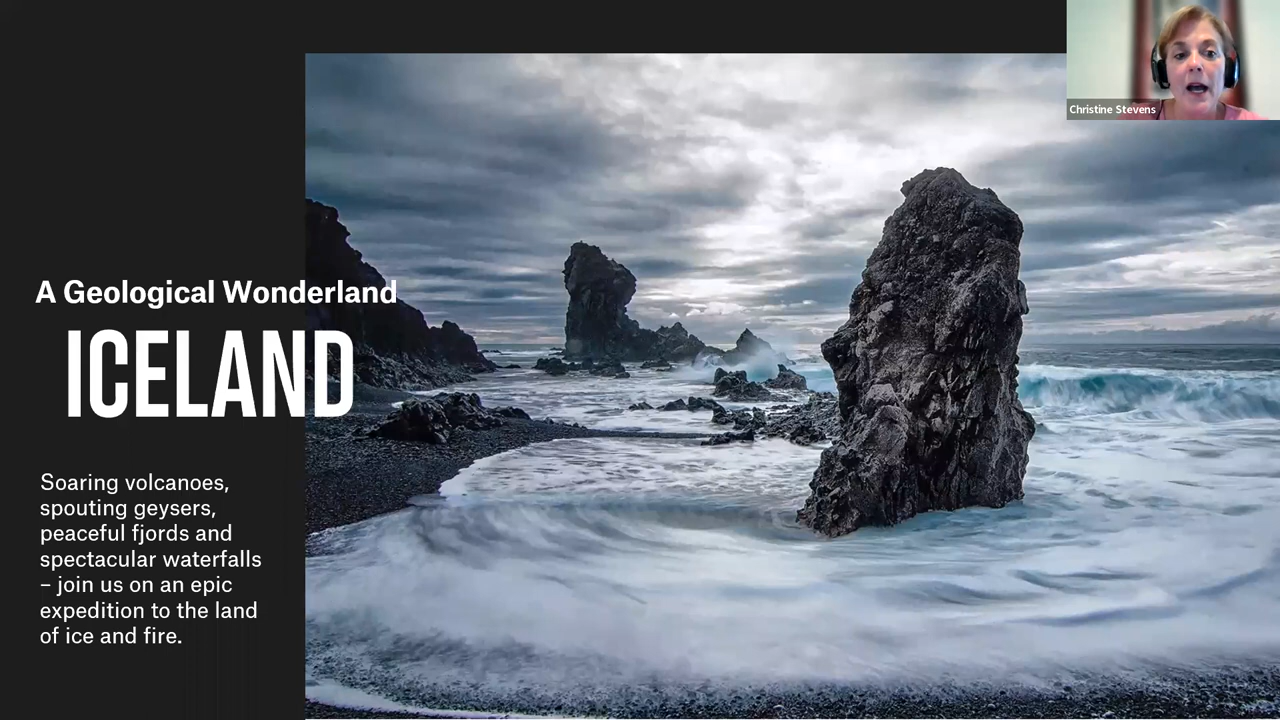 Christine Stevens
A Geological Wonderland
ICELAND
Soaring volcanoes,
spouting geysers,
peaceful fjords and
spectacular waterfalls
– join us on an epic
expedition to the land
of ice and fire.